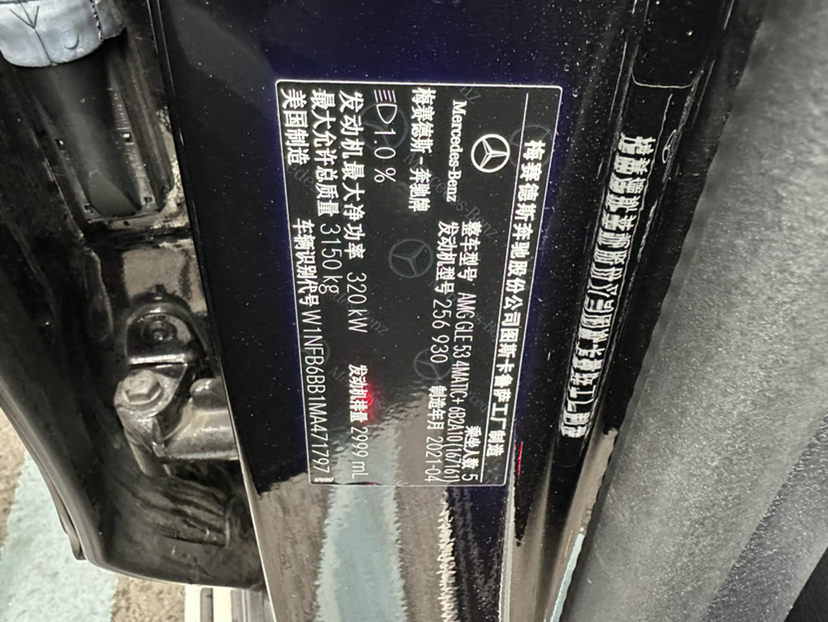 梅赛德斯奔驰股份公司图斯卡鲁萨工厂制造
Mercedes-Benz
梅赛德斯-奔驰牌
整车型号 AMG GLE 53 4MATIC+ 6B2A10(167161)
乘坐人数 5
发动机型号 256 930
制造年月 2021-04
1.0 %
发动机最大净功率 320 kW
发动机排量 2999 mL
最大允许总质量 3150 kg
美国制造
车辆识别代号 W1NFB6BB1MA471797